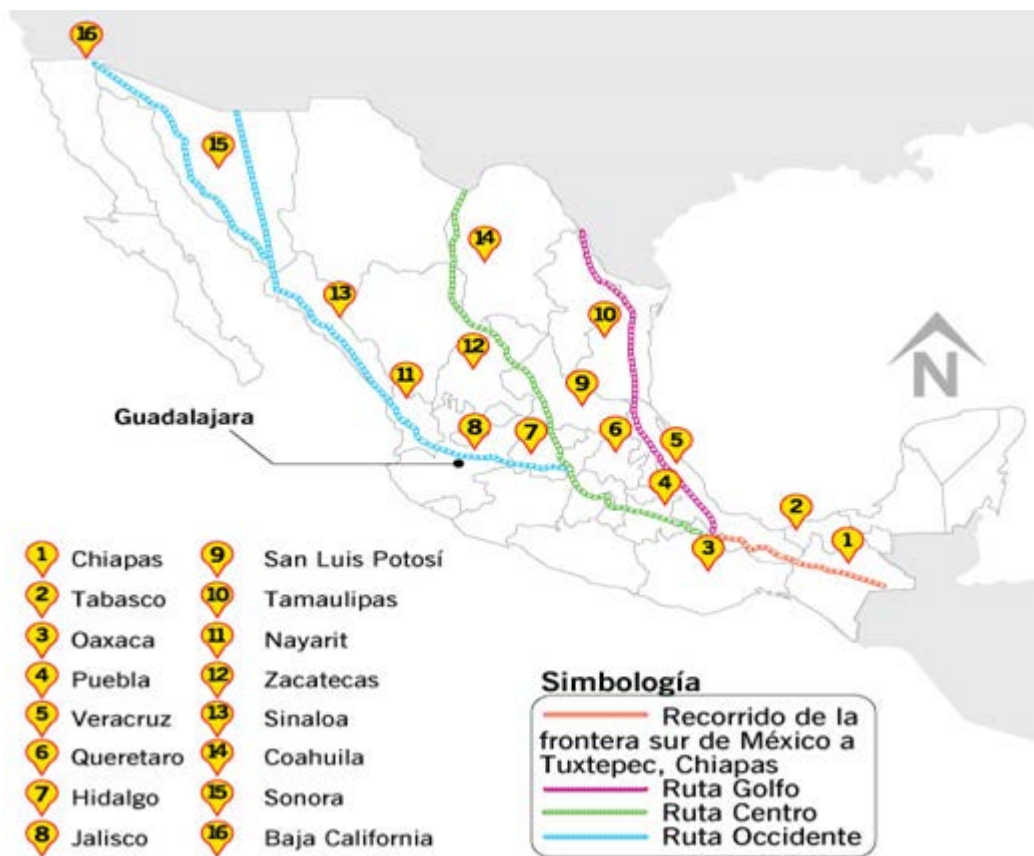 16
15
14
13
10
12
11
9
Guadalajara
8
7
6
5
4
2
1
3
N
1 Chiapas
2 Tabasco
3 Oaxaca
4 Puebla
5 Veracruz
6 Queretaro
7 Hidalgo
8 Jalisco
9 San Luis Potosí
10 Tamaulipas
11 Nayarit
12 Zacatecas
13 Sinaloa
14 Coahuila
15 Sonora
16 Baja California
Simbología
Recorrido de la
frontera sur de México a
Tuxtepec, Chiapas
Ruta Golfo
Ruta Centro
Ruta Occidente